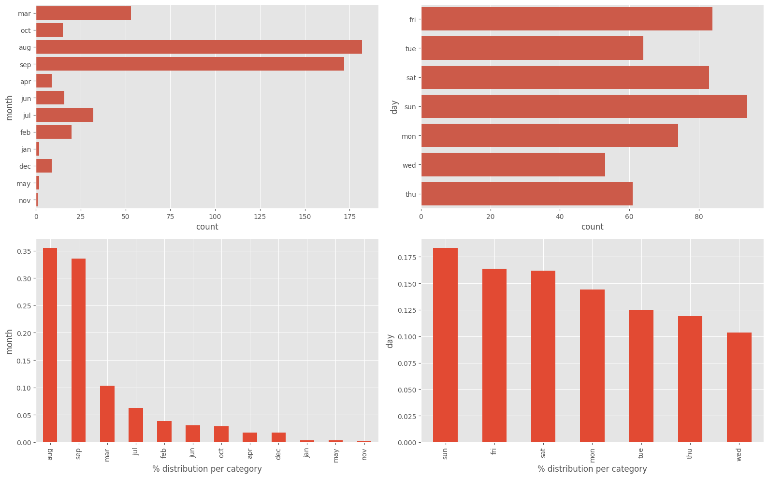 month
mar
oct
aug
sep
apr
jun
jul
feb
jan
dec
may
nov
0 25 50 75 100 125 150 175
count
day
fri
tue
sat
sun
mon
wed
thu
0 20 40 60 80
count
month
0.35
0.30
0.25
0.20
0.15
0.10
0.05
0.00
aug sep mar jul feb jun oct apr dec jan may nov
% distribution per category
day
0.175
0.150
0.125
0.100
0.075
0.050
0.025
0.000
sun fri sat mon tue thu wed
% distribution per category